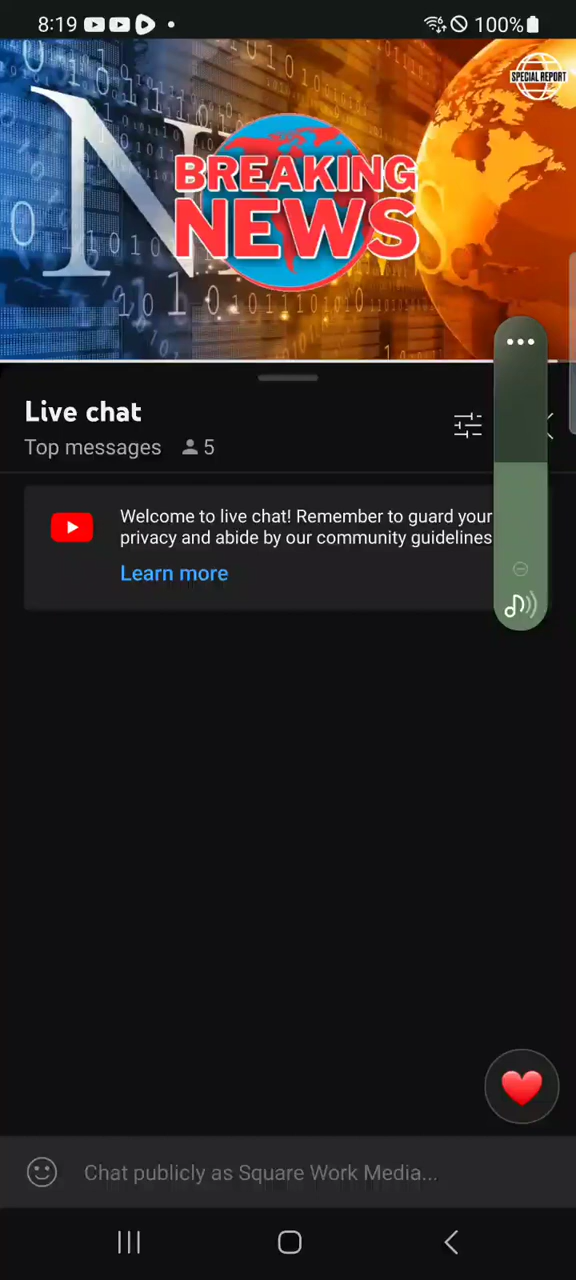 8:19 100%
SPECIAL REPORT
N
BREAKING
NEWS
Live chat
Top messages 5
Welcome to live chat! Remember to guard your
privacy and abide by our community guidelines
Learn more
Chat publicly as Square Work Media...